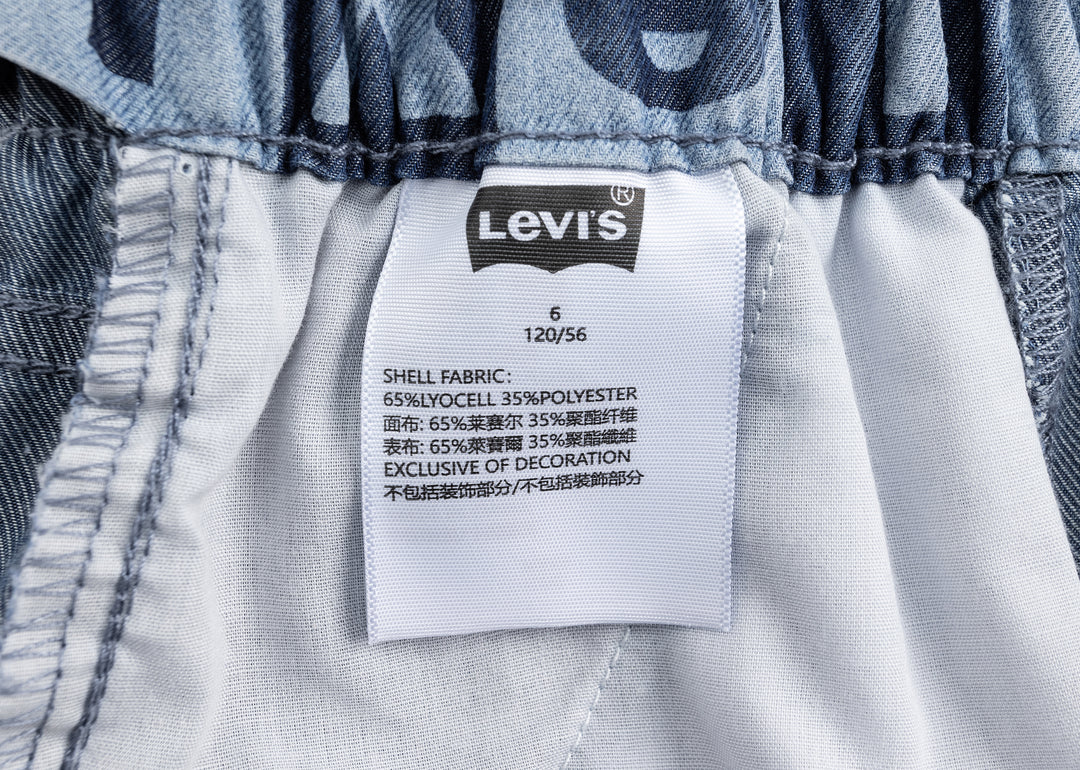 Levi's ®
6
120/56
SHELL FABRIC:
65%LYOCELL 35%POLYESTER
面布: 65%莱赛尔 35%聚酯纤维
表布: 65%萊賽爾 35%聚酯纖維
EXCLUSIVE OF DECORATION
不包括装饰部分/不包括裝飾部分